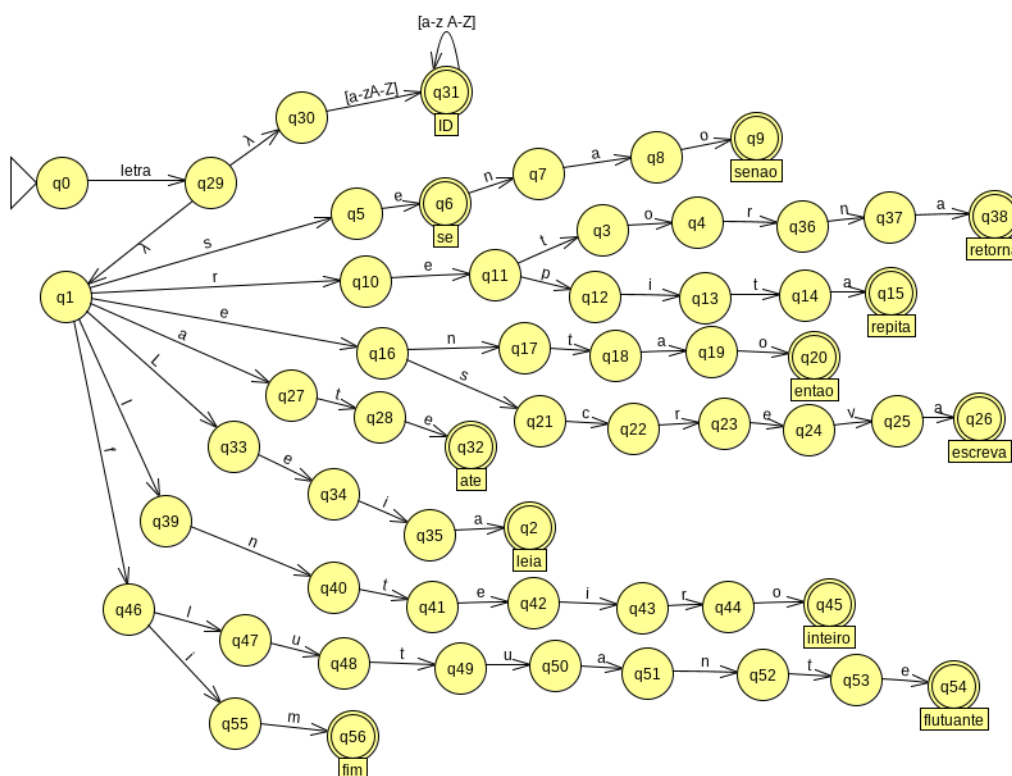 [a-z A-Z]
q31
ID
[a-zA-Z]
q30
λ
q0
letra
q29
λ
q1
s
q5
e
q6
se
n
q7
a
q8
o
q9
senao
r
q10
e
q11
t
q3
o
q4
r
q36
n
q37
a
q38
retorna
p
q12
i
q13
t
q14
a
q15
repita
e
q16
n
q17
t
q18
a
q19
o
q20
entao
s
q21
c
q22
r
q23
e
q24
v
q25
a
q26
escreva
a
q27
t
q28
e
q32
ate
L
q33
e
q34
i
q35
a
q2
leia
I
q39
n
q40
t
q41
e
q42
i
q43
r
q44
o
q45
inteiro
f
q46
l
q47
u
q48
t
q49
u
q50
a
q51
n
q52
t
q53
e
q54
flutuante
i
q55
m
q56
fim